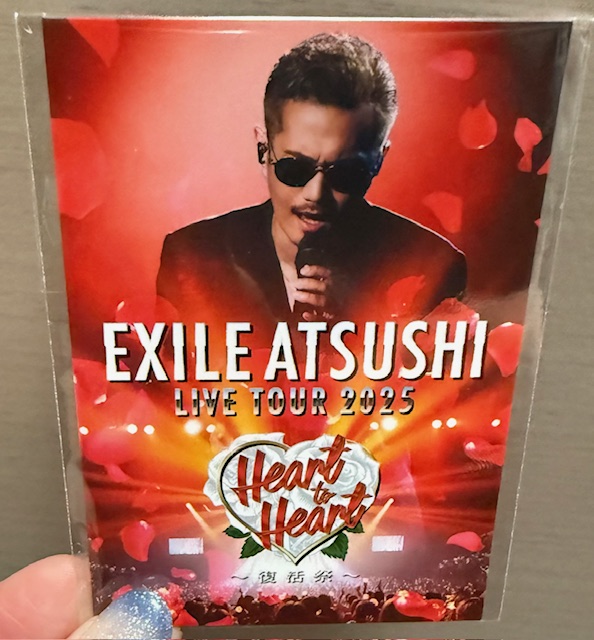 EXILE ATSUSHI
LIVE TOUR 2025
Heart
to
Heart
～復活祭～